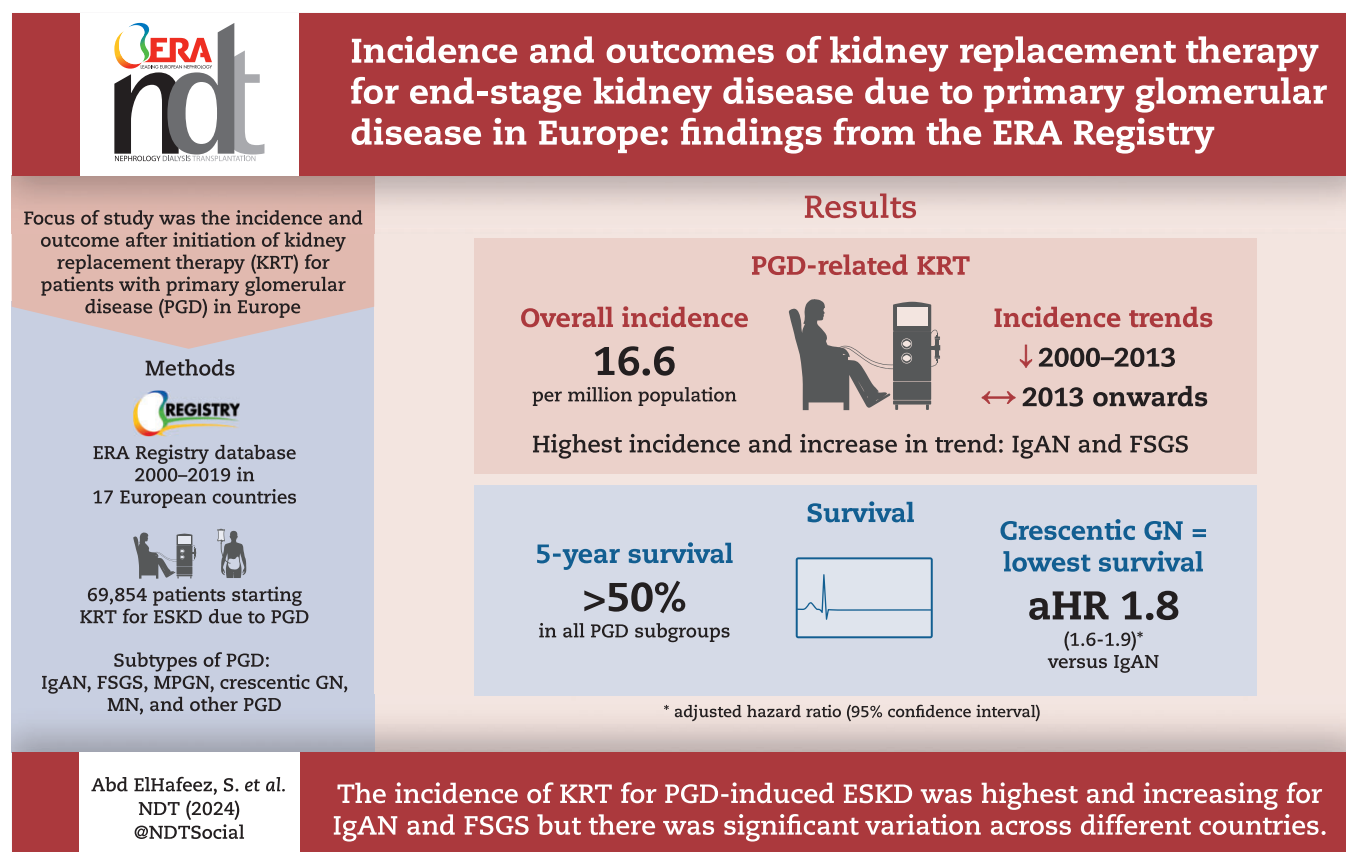 ERA
LEADING EUROPEAN NEPHROLOGY
ndt
NEPHROLOGY DIALYSIS TRANSPLANTATION
Incidence and outcomes of kidney replacement therapy
for end-stage kidney disease due to primary glomerular
disease in Europe: findings from the ERA Registry
Focus of study was the incidence and
outcome after initiation of kidney
replacement therapy (KRT) for
patients with primary glomerular
disease (PGD) in Europe
Methods
REGISTRY
ERA Registry database
2000–2019 in
17 European countries
69,854 patients starting
KRT for ESKD due to PGD
Subtypes of PGD:
IgAN, FSGS, MPGN, crescentic GN,
MN, and other PGD
Results
PGD-related KRT
Overall incidence
16.6
per million population
Incidence trends
↓ 2000–2013
↔ 2013 onwards
Highest incidence and increase in trend: IgAN and FSGS
Survival
5-year survival
>50%
in all PGD subgroups
Crescentic GN =
lowest survival
aHR 1.8
(1.6-1.9)*
versus IgAN
* adjusted hazard ratio (95% confidence interval)
Abd ElHafeez, S. et al.
NDT (2024)
@NDTSocial
The incidence of KRT for PGD-induced ESKD was highest and increasing for
IgAN and FSGS but there was significant variation across different countries.